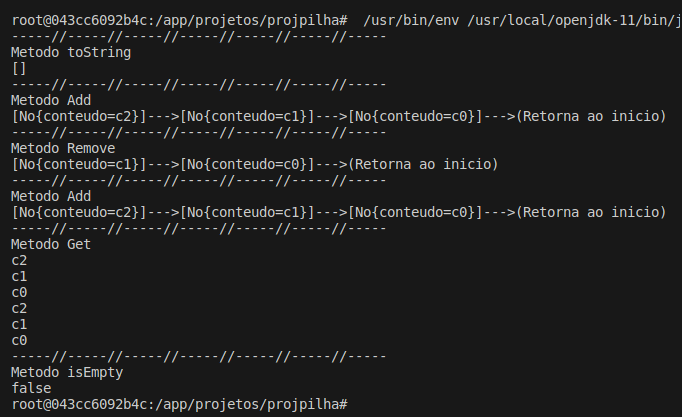 root@043cc6092b4c:/app/projetos/projpilha#  /usr/bin/env /usr/local/openjdk-11/bin/j
-----//-----//-----//-----//-----//-----//-----
Metodo toString
[]
-----//-----//-----//-----//-----//-----//-----
Metodo Add
[No{conteudo=c2}]--->[No{conteudo=c1}]--->[No{conteudo=c0}]--->(Retorna ao inicio)
-----//-----//-----//-----//-----//-----//-----
Metodo Remove
[No{conteudo=c1}]--->[No{conteudo=c0}]--->(Retorna ao inicio)
-----//-----//-----//-----//-----//-----//-----
Metodo Add
[No{conteudo=c2}]--->[No{conteudo=c1}]--->[No{conteudo=c0}]--->(Retorna ao inicio)
-----//-----//-----//-----//-----//-----//-----
Metodo Get
c2
c1
c0
c2
c1
c0
-----//-----//-----//-----//-----//-----//-----
Metodo isEmpty
false
root@043cc6092b4c:/app/projetos/projpilha#